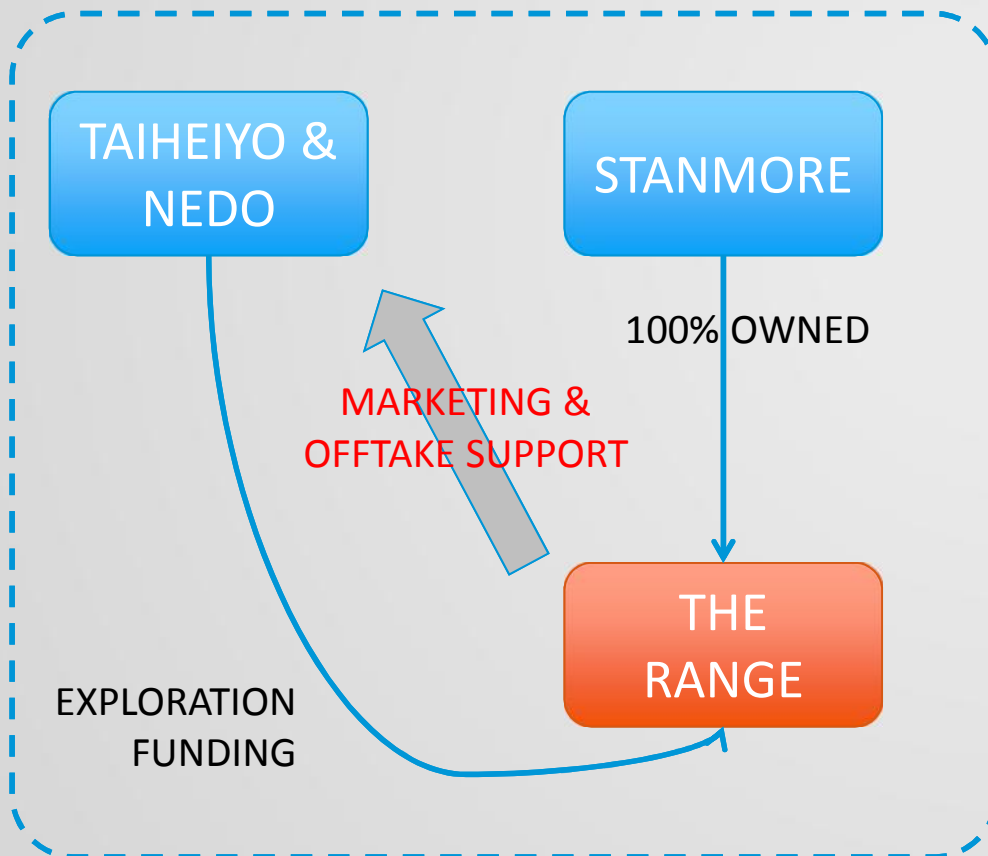 TAIHEIYO &
NEDO
STANMORE
100% OWNED
MARKETING &
OFFTAKE SUPPORT
THE
RANGE
EXPLORATION
FUNDING